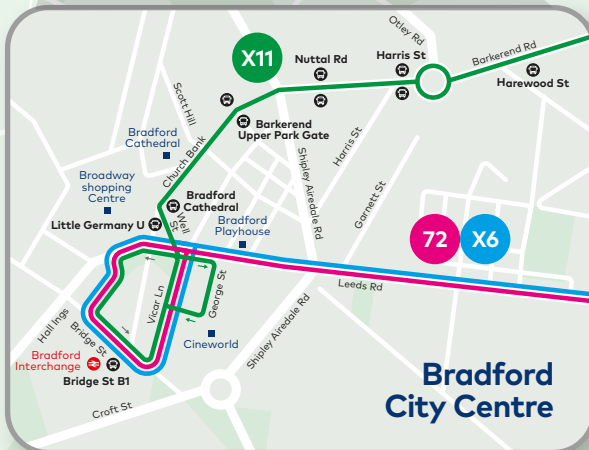 Otley Rd
X11
Nuttal Rd
Harris St
Barkerend Rd
Harewood St
Scott Hill
Barkerend
Upper Park Gate
Bradford
Cathedral
Church Bank
Harris St
Shipley Airedale Rd
Broadway
shopping
Centre
Garnett St
Bradford
Cathedral
Little Germany U
Well St
Bradford
Playhouse
72
X6
Leeds Rd
George St
Vicar Ln
Hall Ings
Bridge St
Cineworld
Shipley Airedale Rd
Bradford
Interchange
Bridge St B1
Croft St
Bradford
City Centre